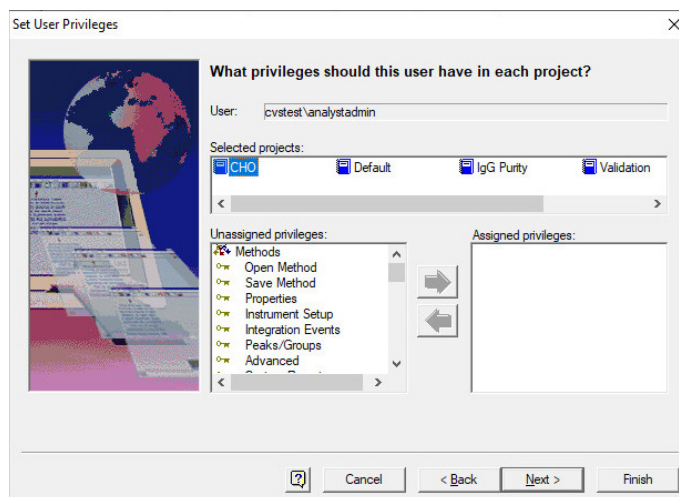 Set User Privileges
What privileges should this user have in each project?
User: cvstest\analystadmin
Selected projects:
CHO Default IgG Purity Validation
Unassigned privileges: Assigned privileges:
Methods
Open Method
Save Method
Properties
Instrument Setup
Integration Events
Peaks/Groups
Advanced
Cancel < Back Next > Finish